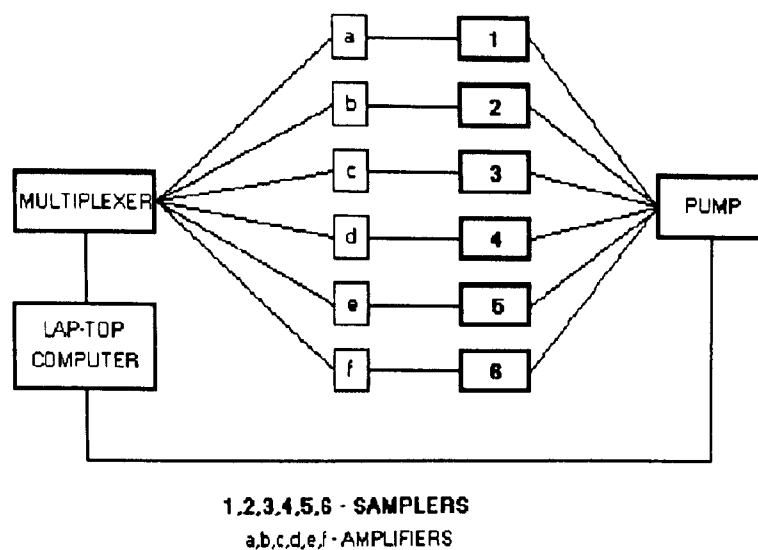 a
1
b
2
c
3
MULTIPLEXER
PUMP
d
4
e
5
LAP-TOP
COMPUTER
f
6
1,2,3,4,5,6 - SAMPLERS
a,b,c,d,e,f - AMPLIFIERS